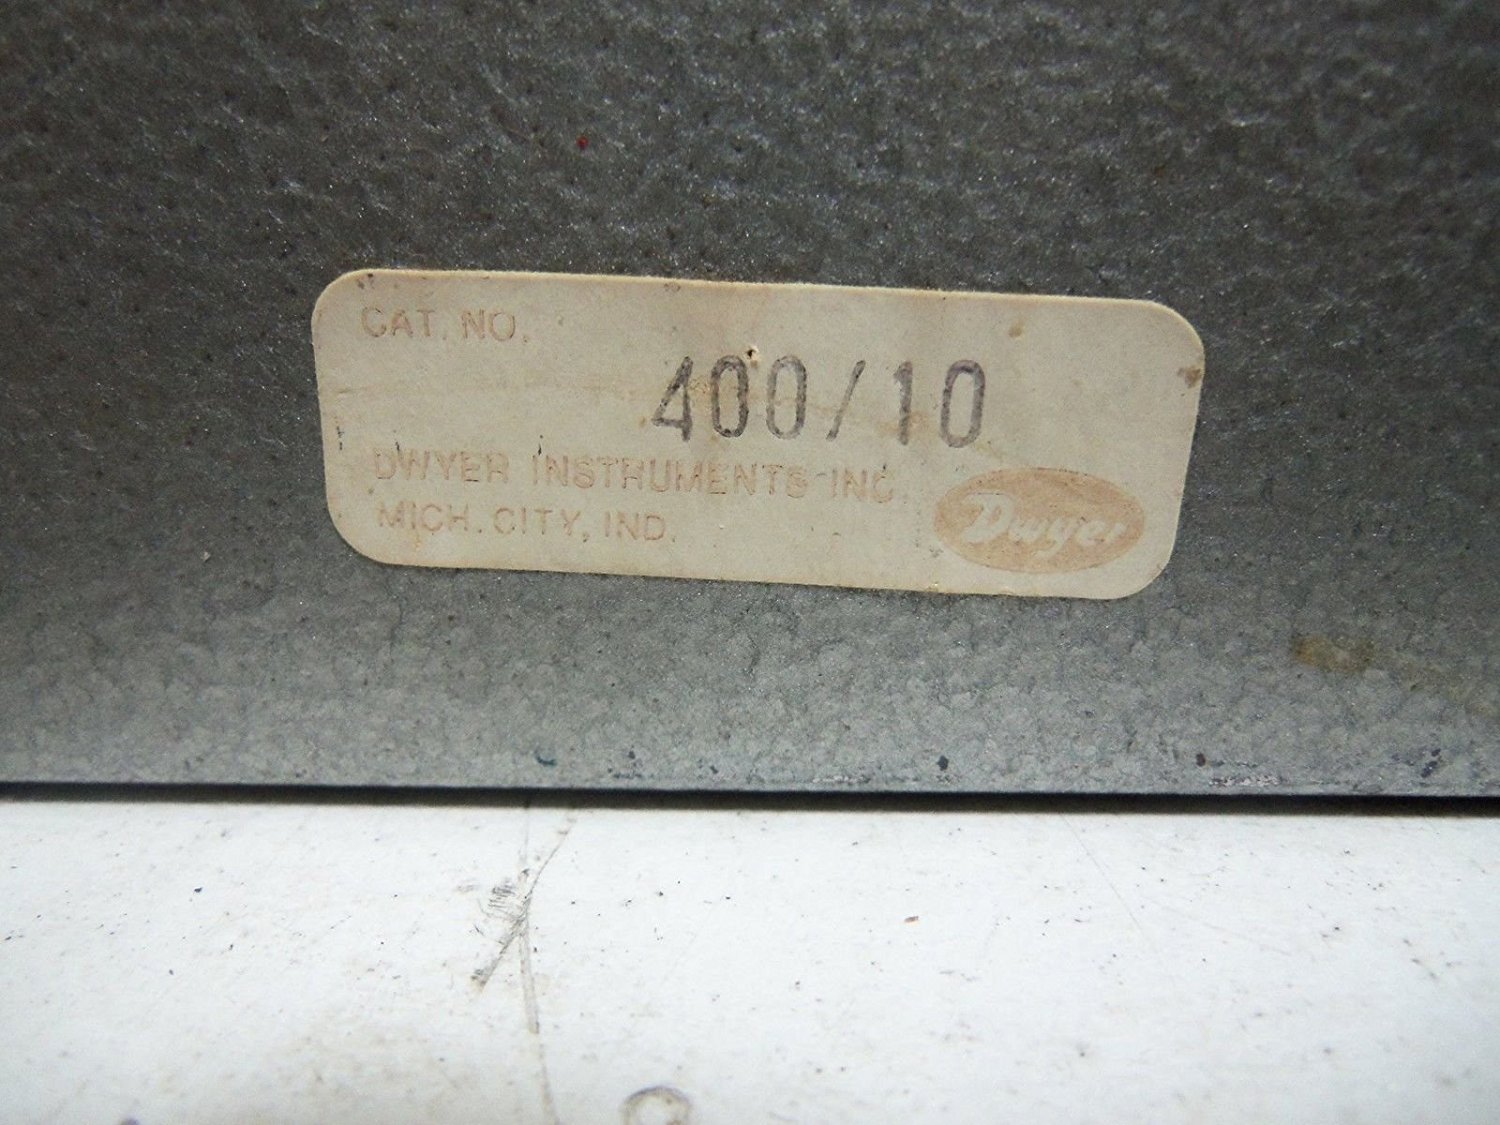 CAT. NO.
400/10
DWYER INSTRUMENTS INC.
MICH. CITY, IND.
Dwyer